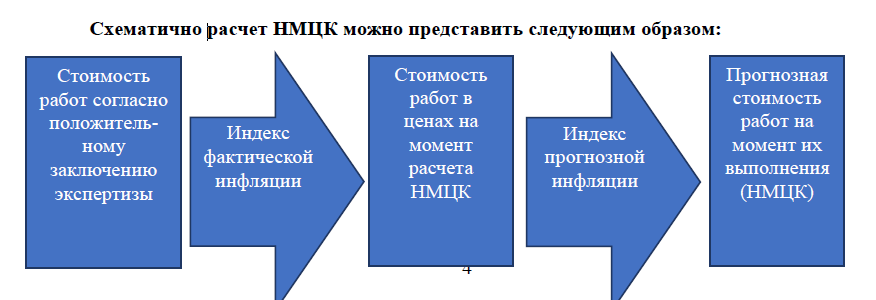 Схематично расчет НМЦК можно представить следующим образом:
Стоимость
работ согласно
положитель-
ному
заключению
экспертизы
Индекс
фактической
инфляции
Стоимость
работ в
ценах на
момент
расчета
НМЦК
Индекс
прогнозной
инфляции
Прогнозная
стоимость
работ на
момент их
выполнения
(НМЦК)
4